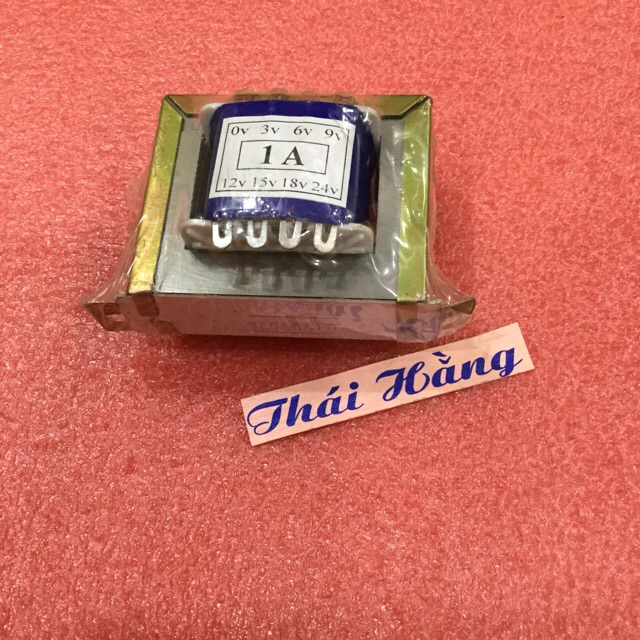 0v 3v 6v 9v
1A
12v 15v 18v 24v
Thái Hằng